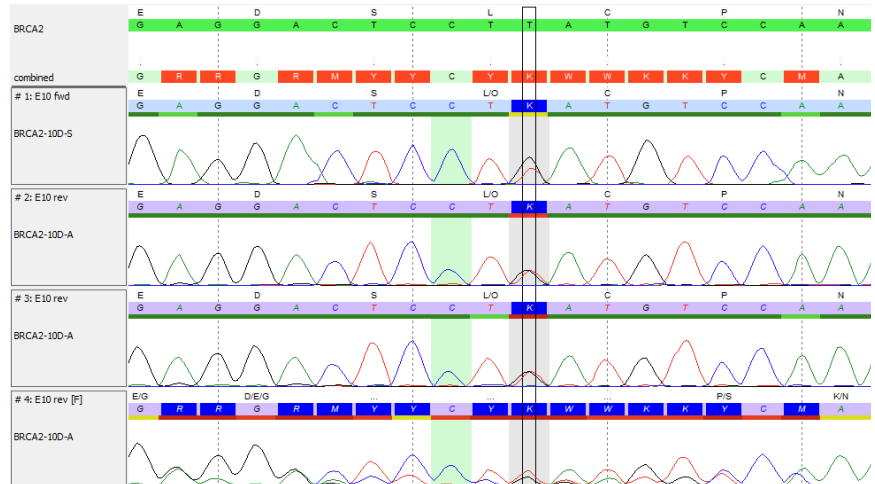 E D S L C P N
BRCA2 G A G G A C T C C T T A T G T C C A A
combined G R R G R M Y Y C Y K W W K K Y C M A
# 1: E10 fwd E D S L/O C P N
G A G G A C T C C T K A T G T C C A A
BRCA2-10D-S
# 2: E10 rev E D S L/O C P N
G A G G A C T C C T K A T G T C C A A
BRCA2-10D-A
# 3: E10 rev E D S L/O C P N
G A G G A C T C C T K A T G T C C A A
BRCA2-10D-A
# 4: E10 rev [F] E/G D/E/G ... ... ... P/S K/N
G R R G R M Y Y C Y K W W K K Y C M A
BRCA2-10D-A